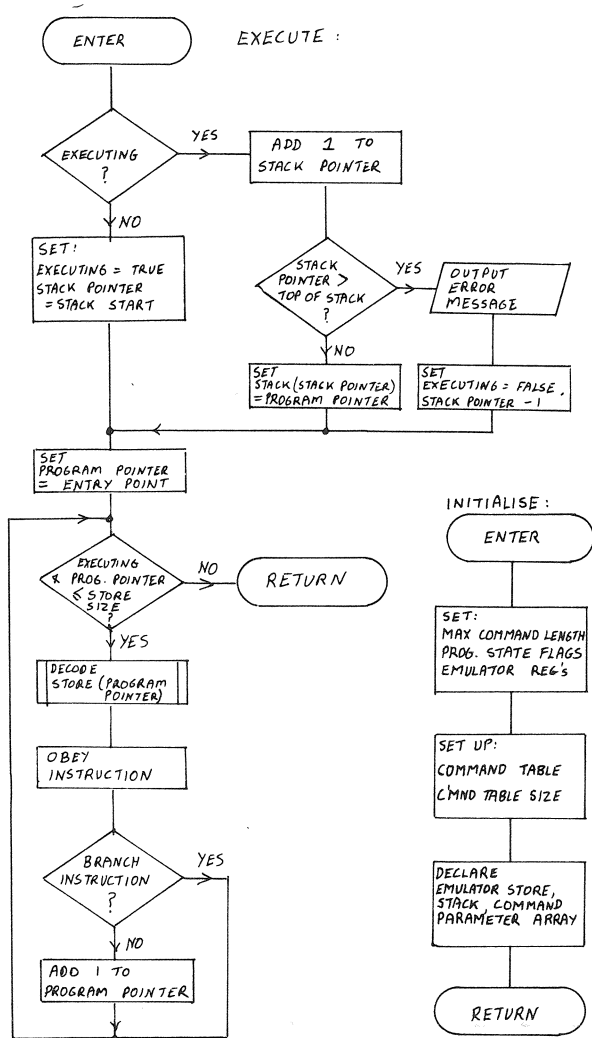 ENTER
EXECUTE :
EXECUTING
?
YES
ADD 1 TO
STACK POINTER
NO
SET:
EXECUTING = TRUE
STACK POINTER
= STACK START
STACK
POINTER >
TOP OF STACK
?
YES
OUTPUT
ERROR
MESSAGE
NO
SET
STACK (STACK POINTER)
= PROGRAM POINTER
SET
EXECUTING = FALSE.
STACK POINTER - 1
SET
PROGRAM POINTER
= ENTRY POINT
EXECUTING
& PROG. POINTER
≤ STORE
SIZE
?
NO
RETURN
YES
DECODE
STORE (PROGRAM
POINTER)
OBEY
INSTRUCTION
BRANCH
INSTRUCTION
?
YES
NO
ADD 1 TO
PROGRAM POINTER
INITIALISE :
ENTER
SET:
MAX COMMAND LENGTH
PROG. STATE FLAGS
EMULATOR REG'S
SET UP:
COMMAND TABLE
C'MND TABLE SIZE
DECLARE
EMULATOR STORE,
STACK, COMMAND
PARAMETER ARRAY
RETURN